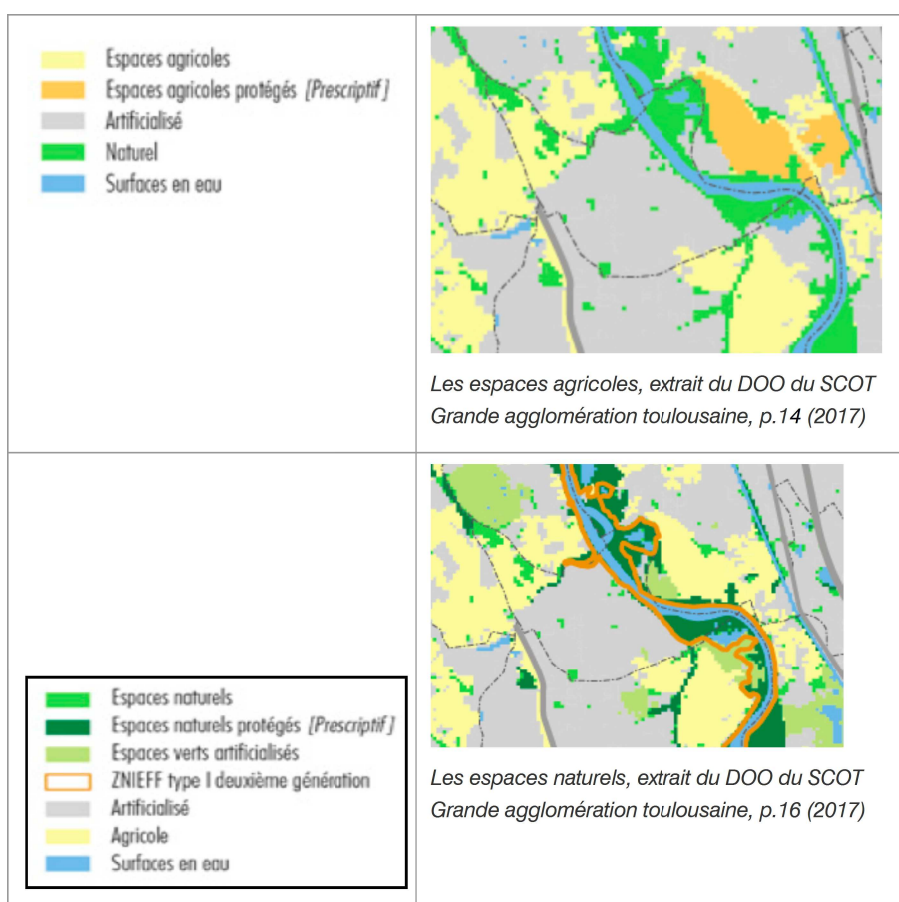 Espaces agricoles
Espaces agricoles protégés [Prescriptif]
Artificialisé
Naturel
Surfaces en eau
Les espaces agricoles, extrait du DOO du SCOT
Grande agglomération toulousaine, p.14 (2017)
Espaces naturels
Espaces naturels protégés [Prescriptif]
Espaces verts artificialisés
ZNIEFF type I deuxième génération
Artificialisé
Agricole
Surfaces en eau
Les espaces naturels, extrait du DOO du SCOT
Grande agglomération toulousaine, p.16 (2017)